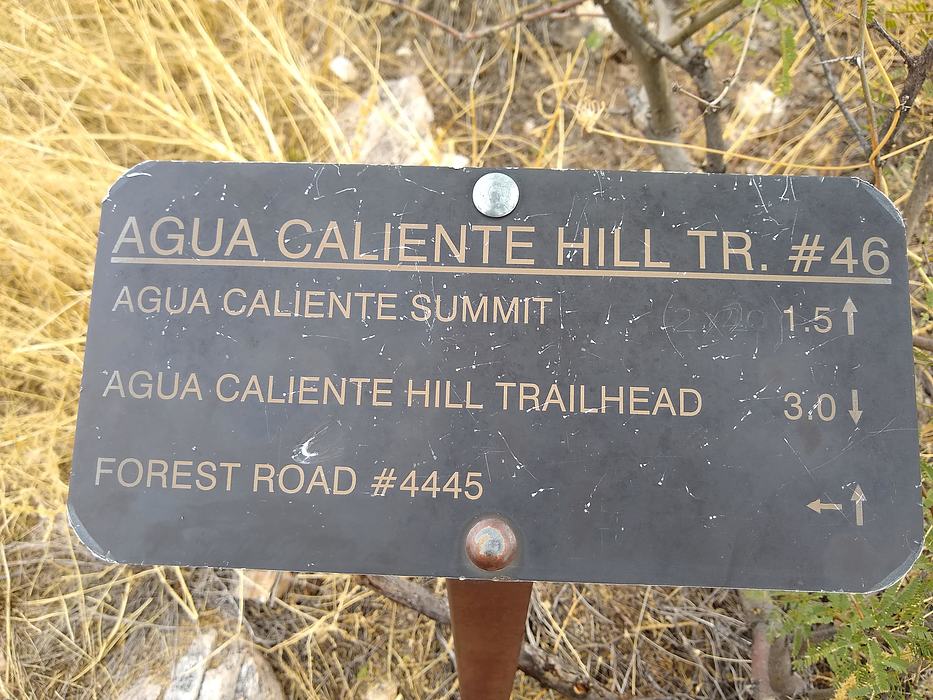 AGUA CALIENTE HILL TR. #46
AGUA CALIENTE SUMMIT 1.5 ↑
AGUA CALIENTE HILL TRAILHEAD 3.0 ↓
FOREST ROAD #4445 ← ↑